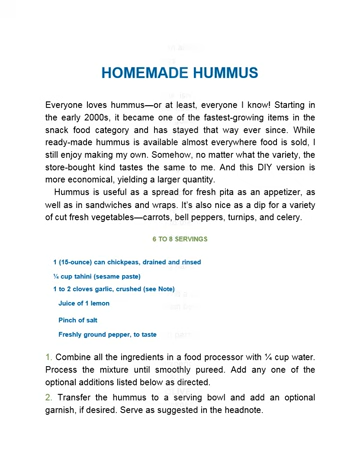 HOMEMADE HUMMUS
Everyone loves hummus—or at least, everyone I know! Starting in
the early 2000s, it became one of the fastest-growing items in the
snack food category and has stayed that way ever since. While
ready-made hummus is available almost everywhere food is sold, I
still enjoy making my own. Somehow, no matter what the variety, the
store-bought kind tastes the same to me. And this DIY version is
more economical, yielding a larger quantity.
Hummus is useful as a spread for fresh pita as an appetizer, as
well as in sandwiches and wraps. It's also nice as a dip for a variety
of cut fresh vegetables—carrots, bell peppers, turnips, and celery.
6 TO 8 SERVINGS
1 (15-ounce) can chickpeas, drained and rinsed
cup tahini (sesame paste)
1 to 2 cloves garlic, crushed (see Note)
Juice of 1 lemon
Pinch of salt
Freshly ground pepper, to taste
1. Combine all the ingredients in a food processor with ¼ cup water.
Process the mixture until smoothly pureed. Add any one of the
optional additions listed below as directed.
2. Transfer the hummus to a serving bowl and add an optional
garnish, if desired. Serve as suggested in the headnote.